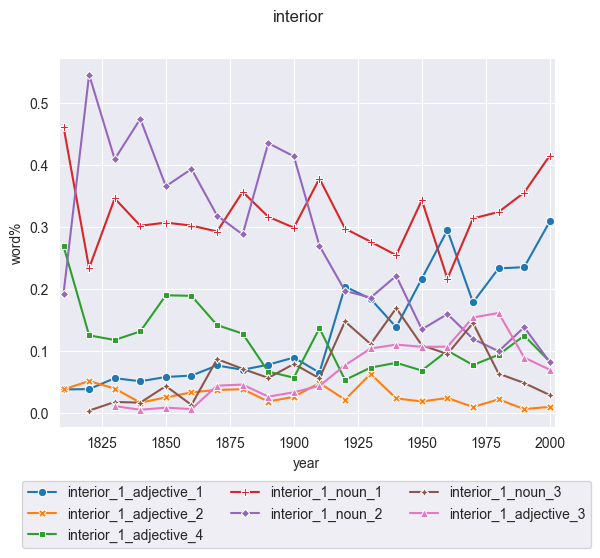 interior
0.5
0.4
0.3
0.2
0.1
0.0
word%
1825 1850 1875 1900 1925 1950 1975 2000
year
interior_1_adjective_1 interior_1_noun_1 interior_1_noun_3
interior_1_adjective_2 interior_1_noun_2 interior_1_adjective_3
interior_1_adjective_4